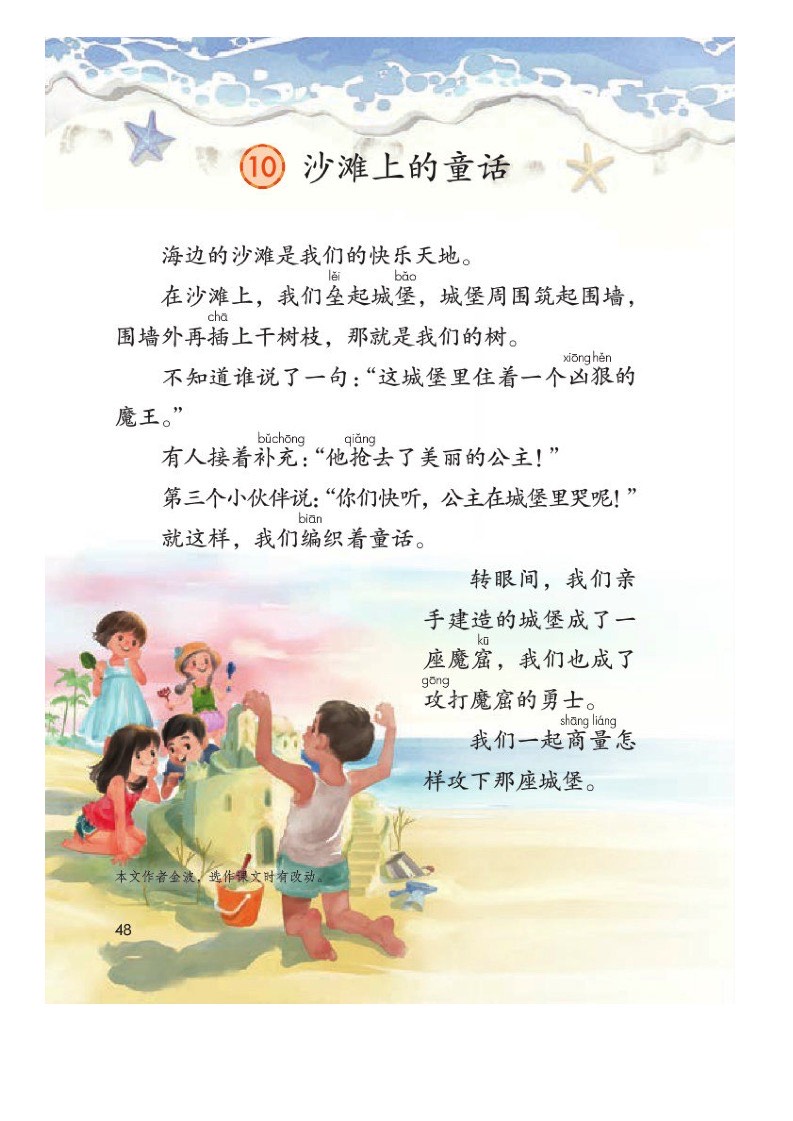 10 沙滩上的童话
海边的沙滩是我们的快乐天地。
lěi bǎo
在沙滩上，我们垒起城堡，城堡周围筑起围墙，
chā
围墙外再插上干树枝，那就是我们的树。
xiōng hěn
不知道谁说了一句：“这城堡里住着一个凶狠的
魔王。”
bǔ chōng qiǎng
有人接着补充：“他抢去了美丽的公主！”
第三个小伙伴说：“你们快听，公主在城堡里哭呢！”
biān
就这样，我们编织着童话。
转眼间，我们亲
手建造的城堡成了一
kū
座魔窟，我们也成了
gōng
攻打魔窟的勇士。
shāng liáng
我们一起商量怎
样攻下那座城堡。
本文作者金波，选作课文时有改动。
48